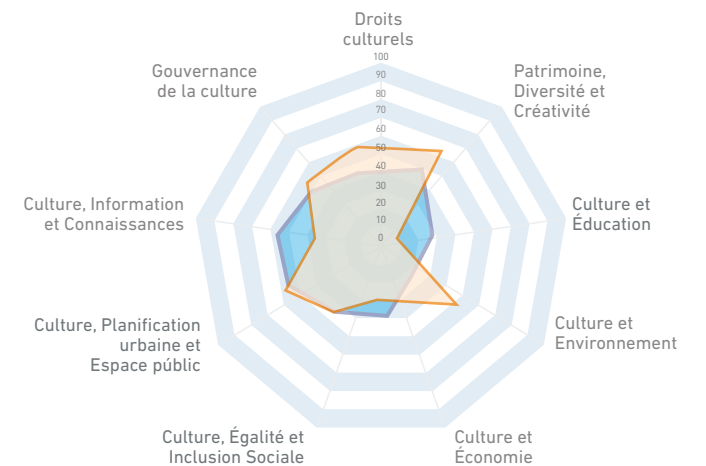 Droits
culturels
100
90
80
70
60
50
40
30
20
10
0
Patrimoine,
Diversité et
Créativité
Culture et
Éducation
Culture et
Environnement
Culture et
Économie
Culture, Égalité et
Inclusion Sociale
Culture, Planification
urbaine et
Espace públic
Culture, Information
et Connaissances
Gouvernance
de la culture